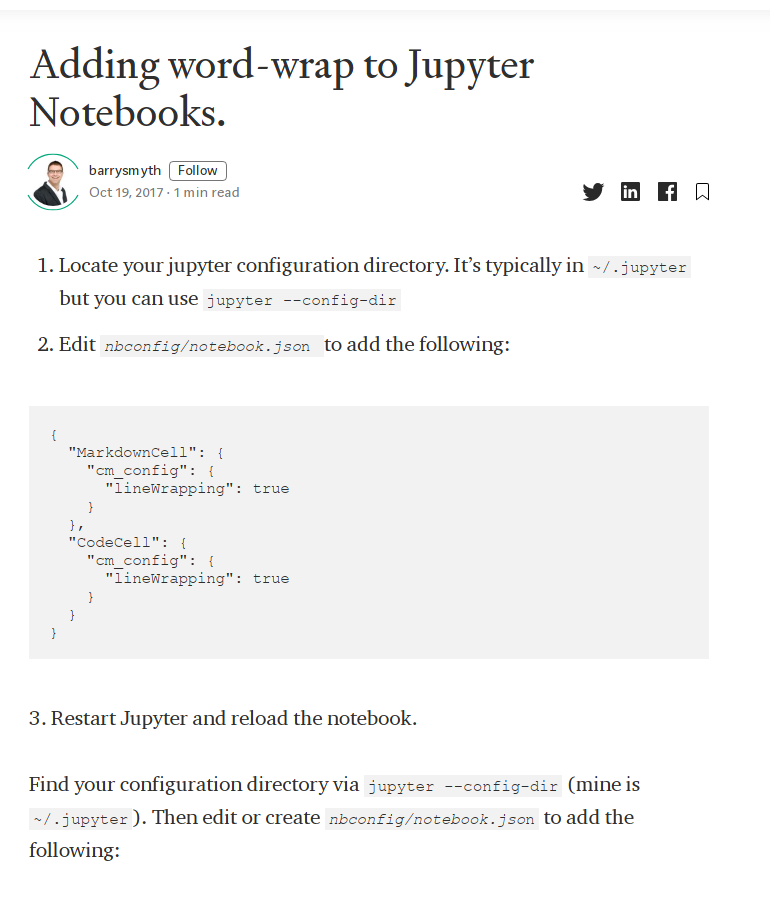 Adding word-wrap to Jupyter
Notebooks.
barrysmyth Follow
Oct 19, 2017 · 1 min read
1. Locate your jupyter configuration directory. It’s typically in ~/.jupyter
but you can use jupyter --config-dir
2. Edit nbconfig/notebook.json to add the following:
{
  "MarkdownCell": {
    "cm_config": {
      "lineWrapping": true
    }
  },
  "CodeCell": {
    "cm_config": {
      "lineWrapping": true
    }
  }
}
3. Restart Jupyter and reload the notebook.
Find your configuration directory via jupyter --config-dir (mine is
~/.jupyter). Then edit or create nbconfig/notebook.json to add the
following: